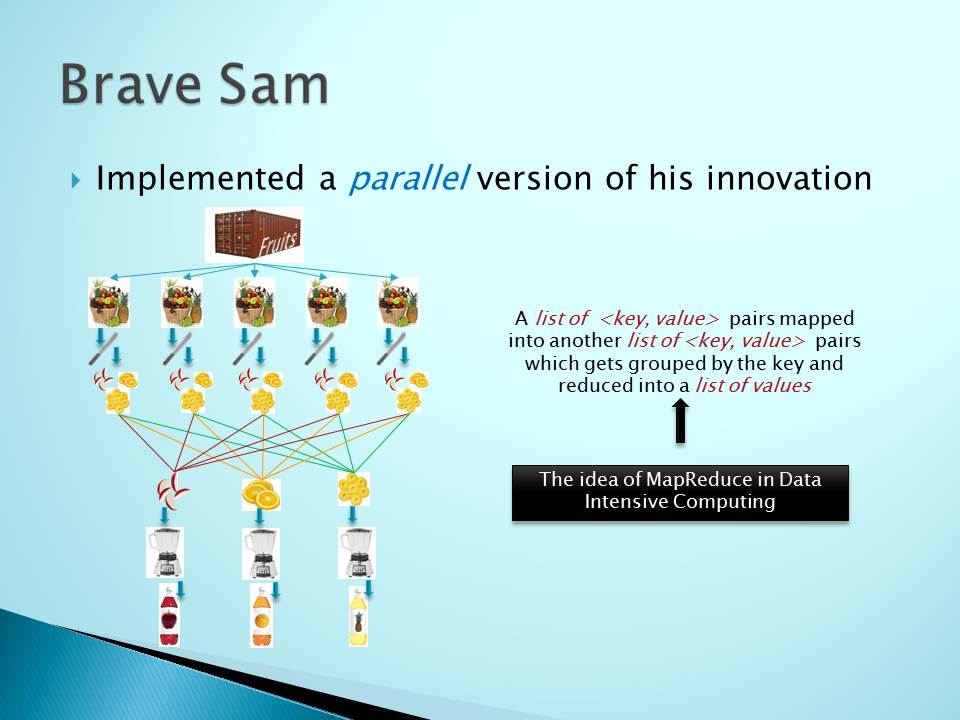 Brave Sam
Implemented a parallel version of his innovation
Fruits
A list of <key, value> pairs mapped
into another list of <key, value> pairs
which gets grouped by the key and
reduced into a list of values
The idea of MapReduce in Data
Intensive Computing